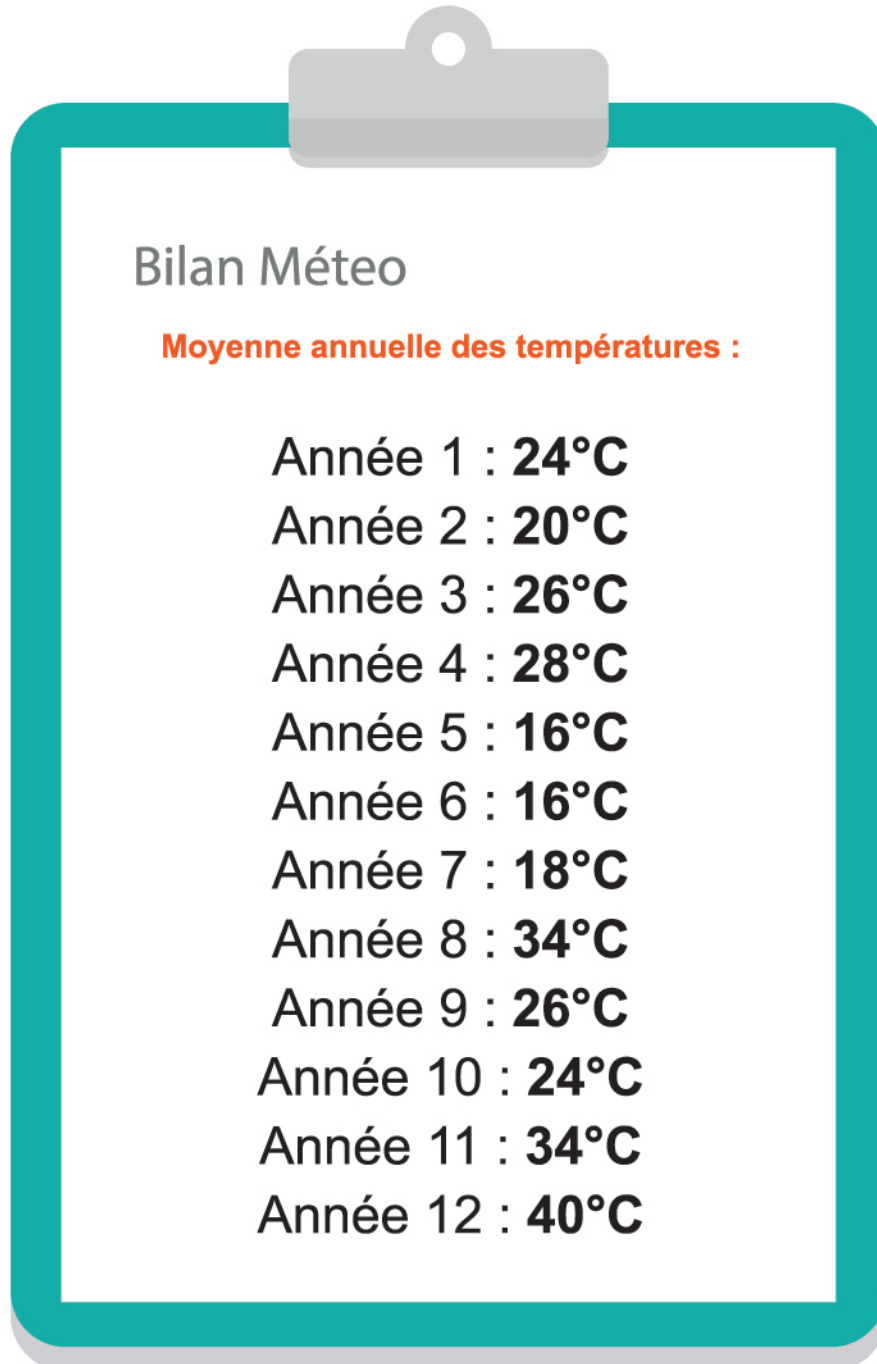 Bilan Méteo
Moyenne annuelle des températures :
Année 1 : 24°C
Année 2 : 20°C
Année 3 : 26°C
Année 4 : 28°C
Année 5 : 16°C
Année 6 : 16°C
Année 7 : 18°C
Année 8 : 34°C
Année 9 : 26°C
Année 10 : 24°C
Année 11 : 34°C
Année 12 : 40°C